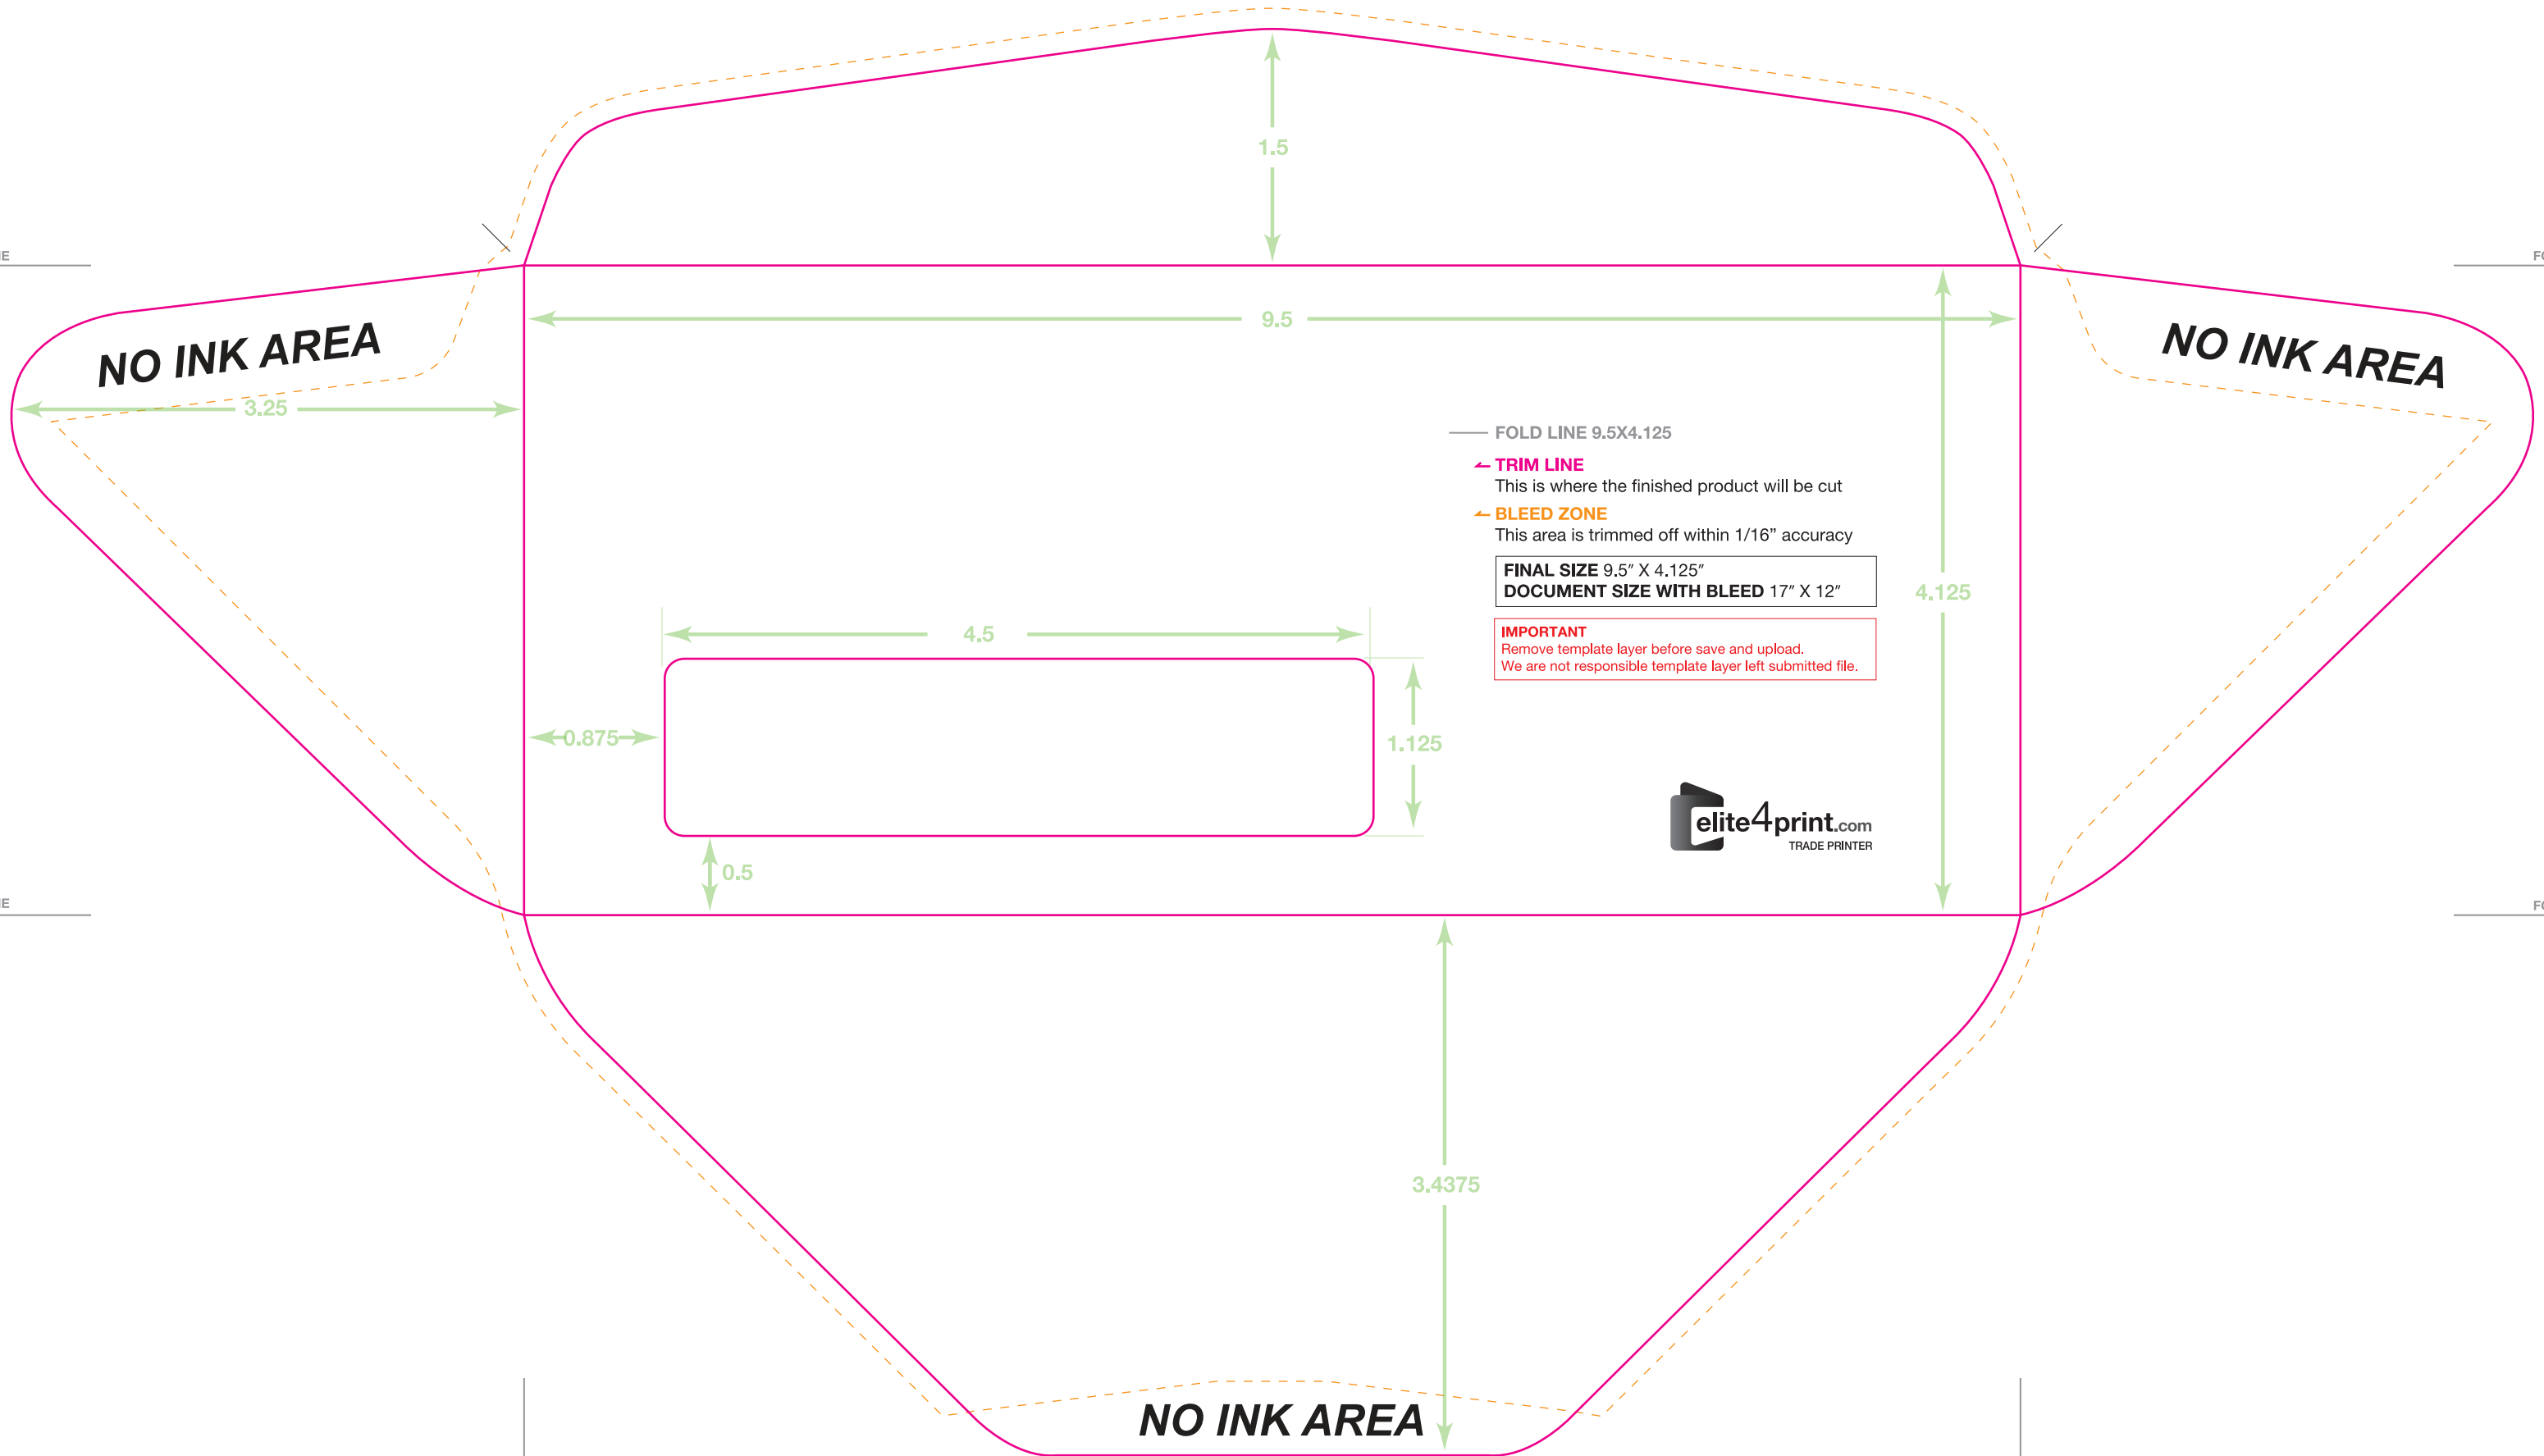 1.5
NE
FO
9.5
NO INK AREA
NO INK AREA
3.25
FOLD LINE 9.5X4.125
TRIM LINE
This is where the finished product will be cut
BLEED ZONE
This area is trimmed off within 1/16” accuracy
FINAL SIZE 9.5″ X 4.125″
DOCUMENT SIZE WITH BLEED 17″ X 12″
4.125
IMPORTANT
Remove template layer before save and upload.
We are not responsible template layer left submitted file.
4.5
0.875
1.125
elite4print.com
TRADE PRINTER
0.5
NE
FO
3.4375
NO INK AREA